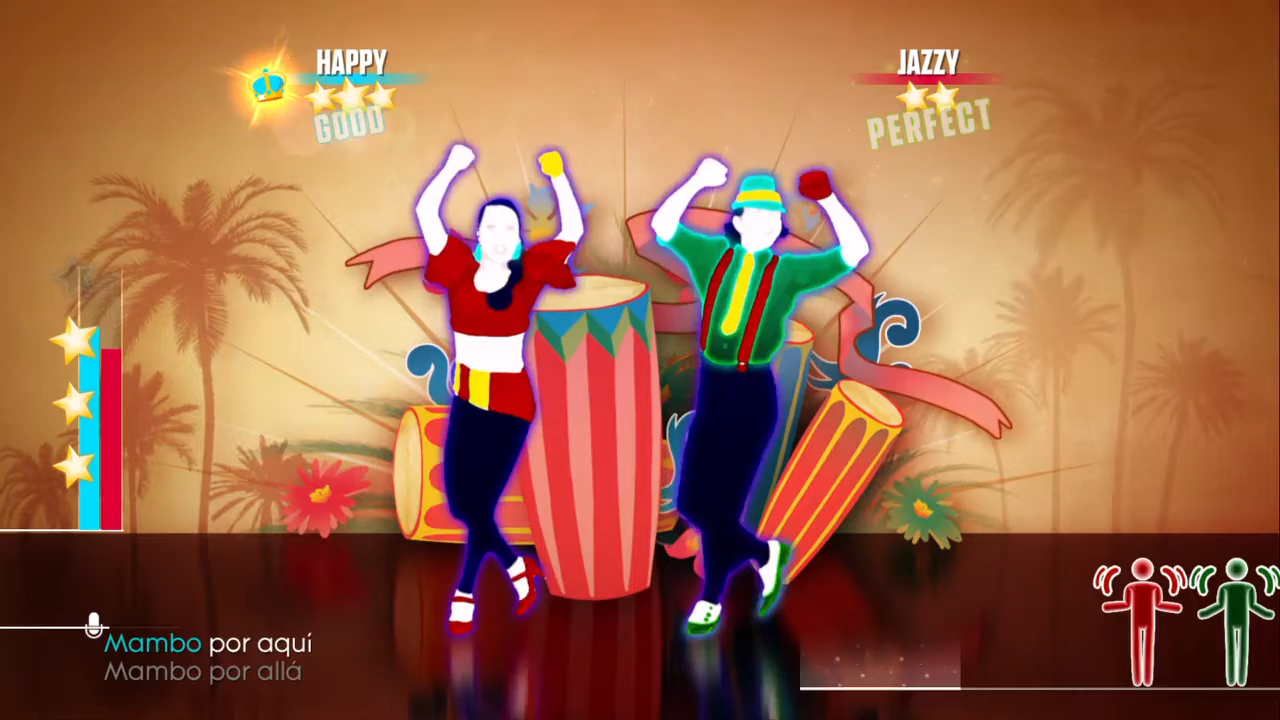 HAPPY
GOOD
JAZZY
PERFECT
Mambo por aquí
Mambo por allá